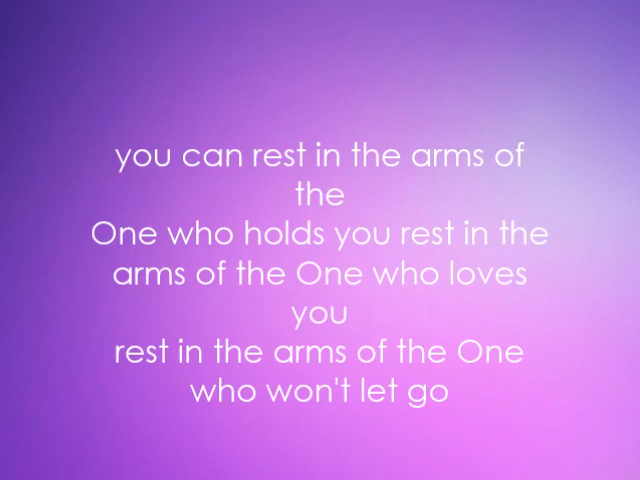 you can rest in the arms of
the
One who holds you rest in the
arms of the One who loves
you
rest in the arms of the One
who won't let go